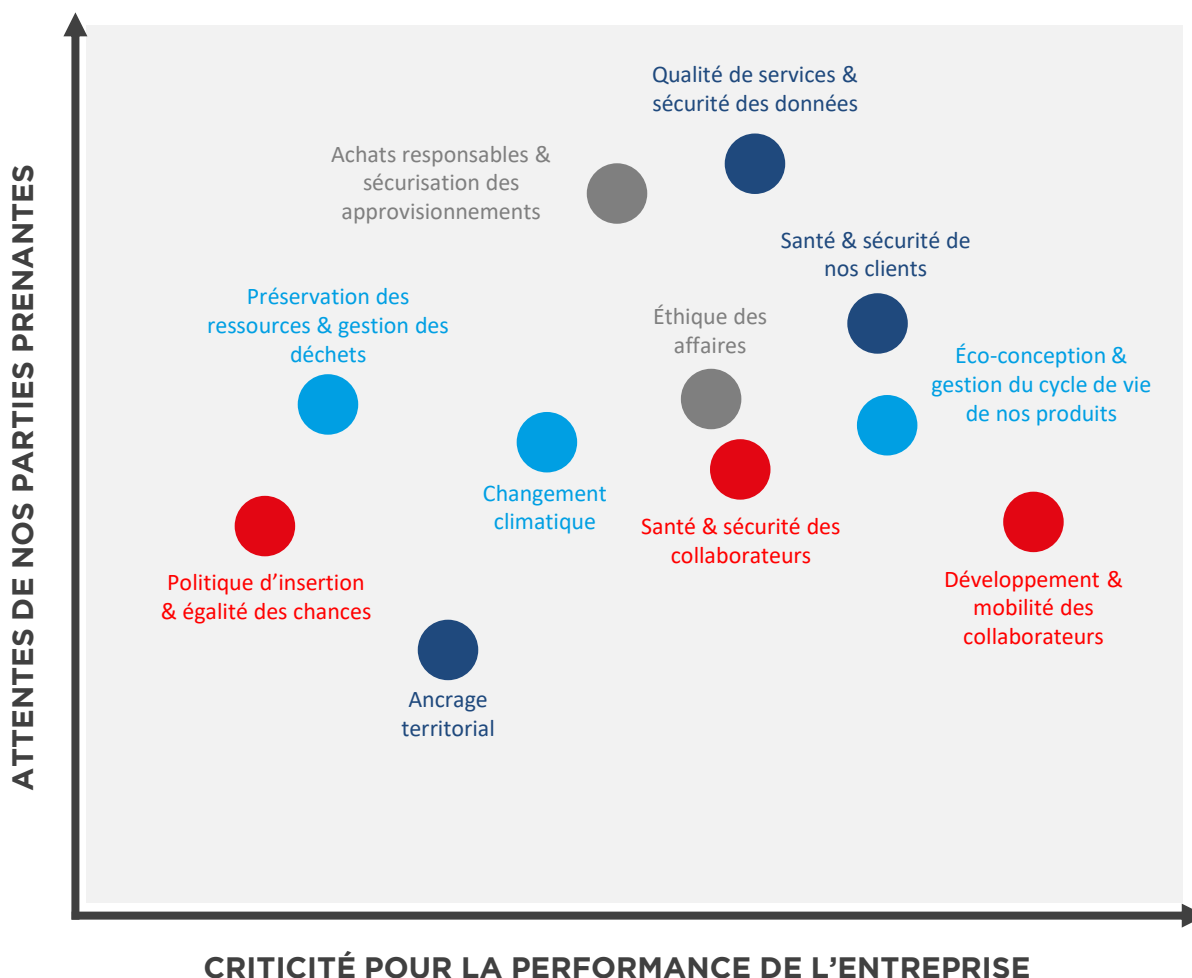 ATTENTES DE NOS PARTIES PRENANTES
Qualité de services &
sécurité des données
Achats responsables &
sécurisation des
approvisionnements
Santé & sécurité de
nos clients
Préservation des
ressources & gestion des
déchets
Éthique des
affaires
Éco-conception &
gestion du cycle de vie
de nos produits
Changement
climatique
Santé & sécurité des
collaborateurs
Politique d’insertion
& égalité des chances
Développement &
mobilité des
collaborateurs
Ancrage
territorial
CRITICITÉ POUR LA PERFORMANCE DE L’ENTREPRISE